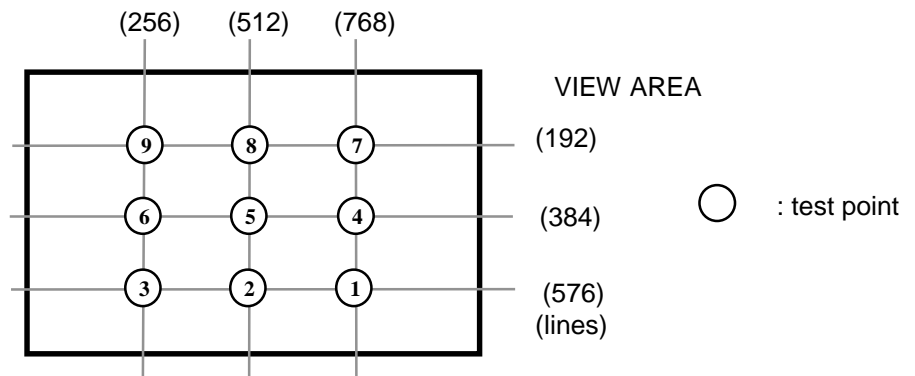 (256) (512) (768)
VIEW AREA
9 8 7 (192)
6 5 4 (384) : test point
3 2 1 (576)
(lines)